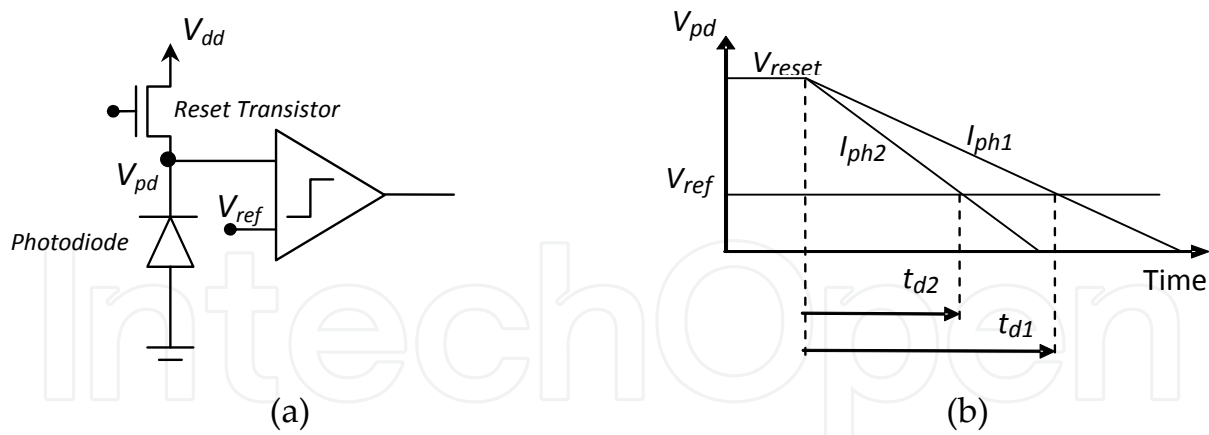 V_dd
Reset Transistor
V_pd
V_ref
Photodiode
(a)
V_pd
V_reset
I_ph2
I_ph1
V_ref
Time
t_d2
t_d1
(b)
IntechOpen